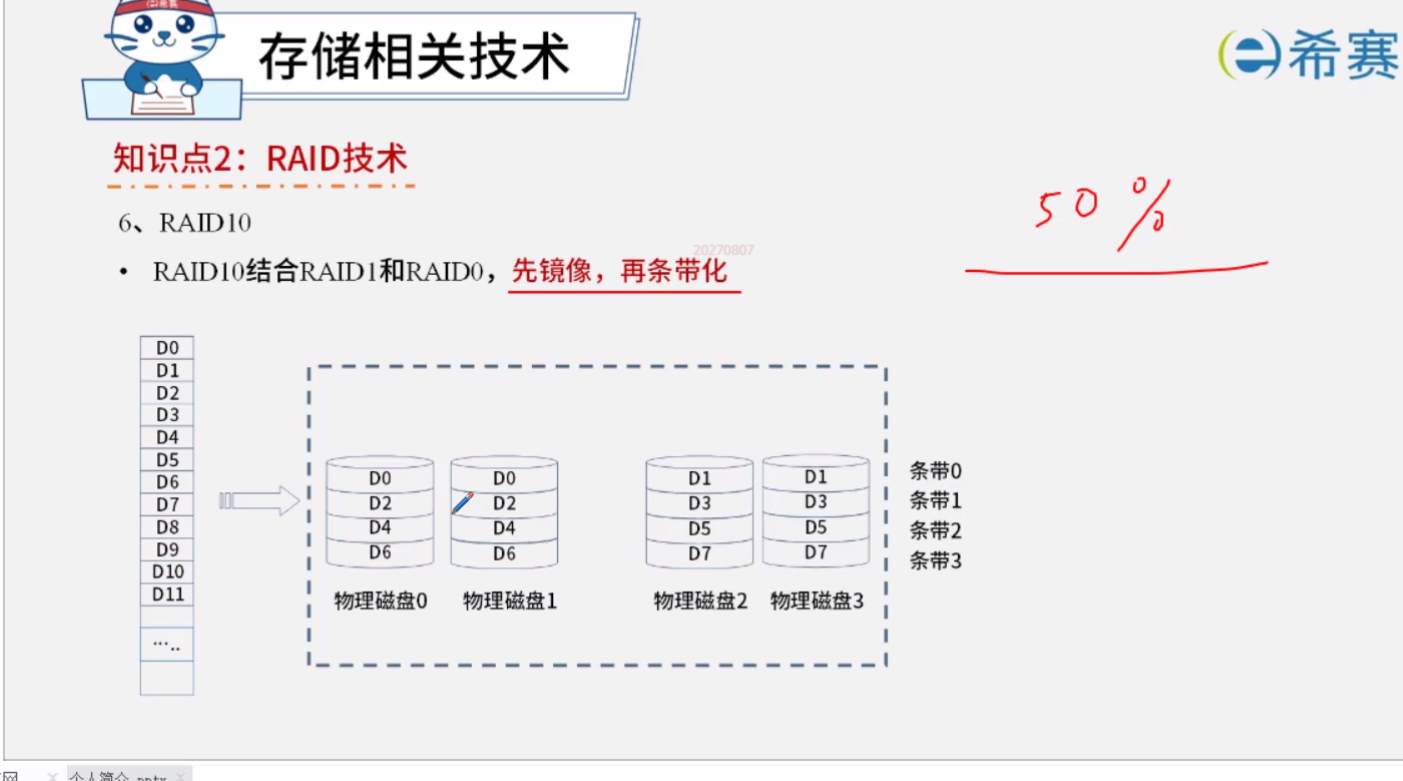 希赛
存储相关技术
希赛
知识点2：RAID技术
50%
6、RAID10
20270807
• RAID10结合RAID1和RAID0，先镜像，再条带化
D0
D1
D2
D3
D4
D5
D6
D7
D8
D9
D10
D11
.....
D0 D0 D1 D1 条带0
D2 D2 D3 D3 条带1
D4 D4 D5 D5 条带2
D6 D6 D7 D7 条带3
物理磁盘0 物理磁盘1 物理磁盘2 物理磁盘3
网 个人简介.pptx